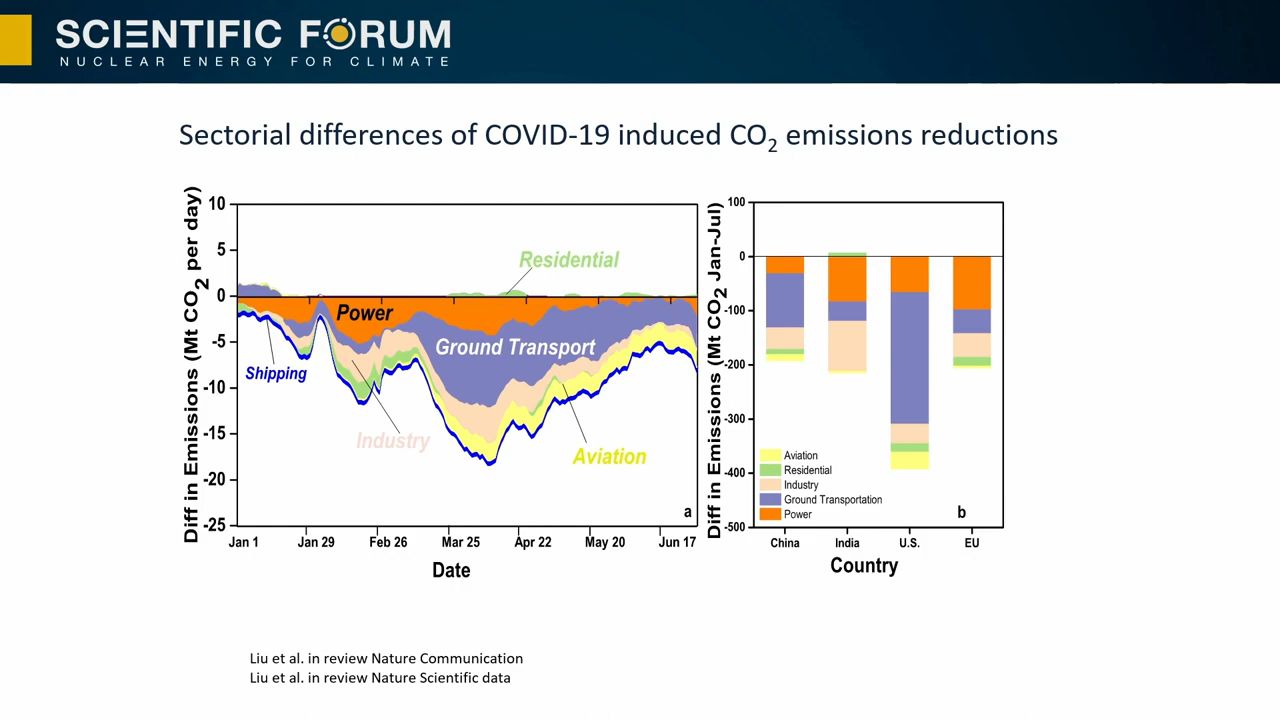 SCIENTIFIC FORUM
NUCLEAR ENERGY FOR CLIMATE
Sectorial differences of COVID-19 induced CO2 emissions reductions
Diff in Emissions (Mt CO2 per day)
10
5
0
-5
-10
-15
-20
-25
Residential
Power
Ground Transport
Shipping
Industry
Aviation
a
Jan 1
Jan 29
Feb 26
Mar 25
Apr 22
May 20
Jun 17
Date
Diff in Emissions (Mt CO2 Jan-Jul)
100
0
-100
-200
-300
-400
-500
Aviation
Residential
Industry
Ground Transportation
Power
b
China
India
U.S.
EU
Country
Liu et al. in review Nature Communication
Liu et al. in review Nature Scientific data